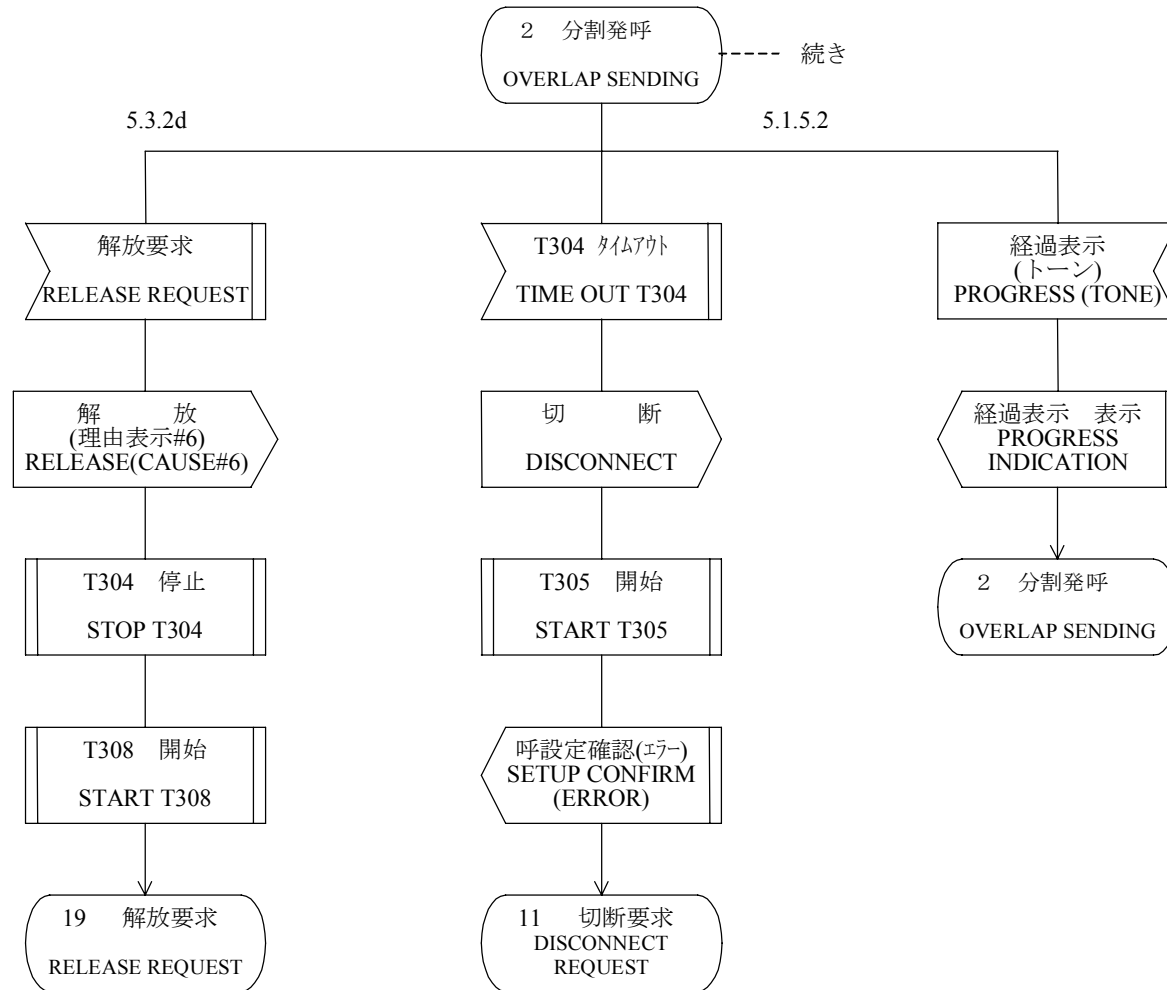 2 分割発呼
OVERLAP SENDING
続き
5.3.2d
5.1.5.2
解放要求
RELEASE REQUEST
解 放
(理由表示#6)
RELEASE(CAUSE#6)
T304 停止
STOP T304
T308 開始
START T308
19 解放要求
RELEASE REQUEST
T304 ﾀｲﾑｱｳﾄ
TIME OUT T304
切 断
DISCONNECT
T305 開始
START T305
呼設定確認(ｴﾗｰ)
SETUP CONFIRM
(ERROR)
11 切断要求
DISCONNECT
REQUEST
経過表示
(トーン)
PROGRESS (TONE)
経過表示 表示
PROGRESS
INDICATION
2 分割発呼
OVERLAP SENDING